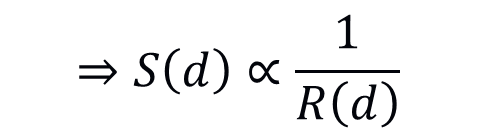 ⇒ S(d) ∝ 1/R(d)